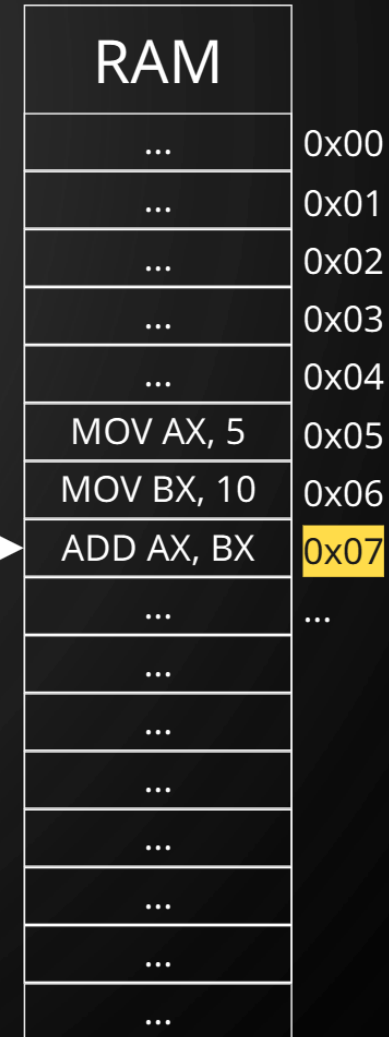 RAM
... 0x00
... 0x01
... 0x02
... 0x03
... 0x04
MOV AX, 5 0x05
MOV BX, 10 0x06
ADD AX, BX 0x07
... ...
...
...
...
...
...
...
...